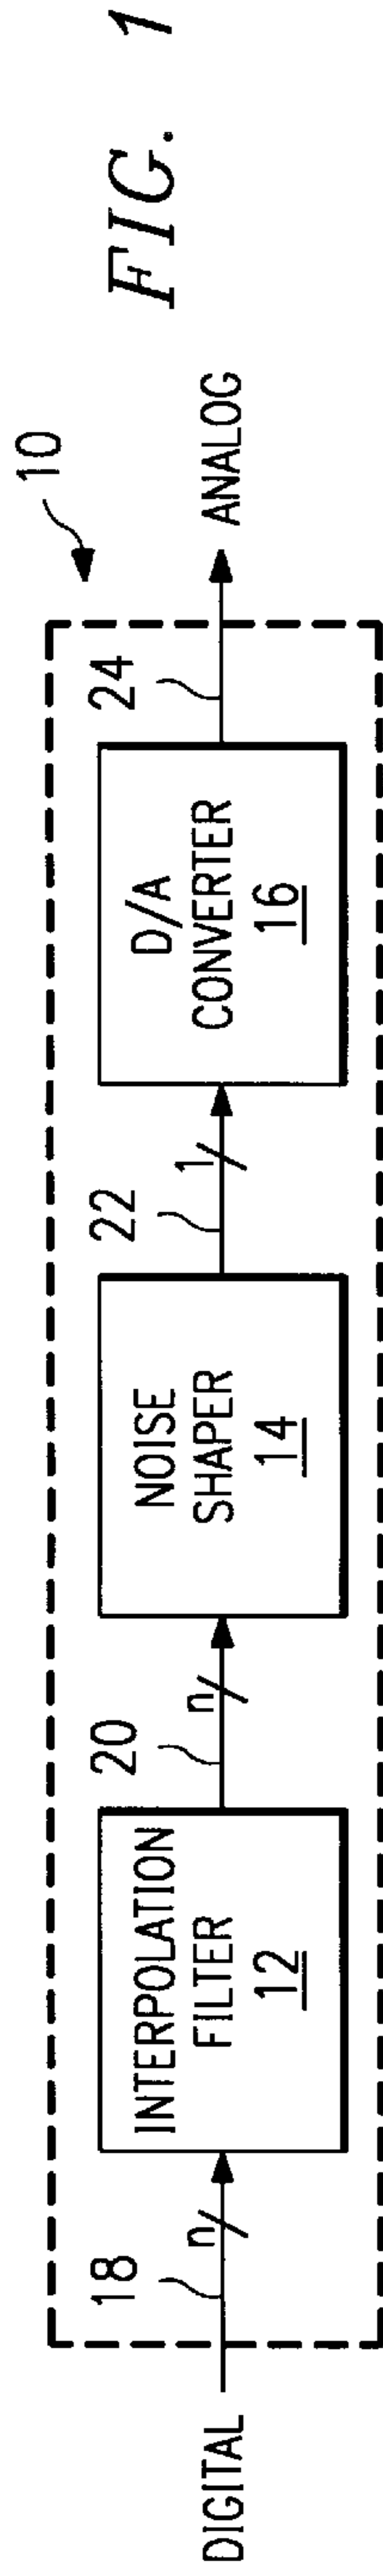 FIG. 1
10
DIGITAL
18
n
INTERPOLATION
FILTER
12
20
n
NOISE
SHAPER
14
22
1
D/A
CONVERTER
16
24
ANALOG